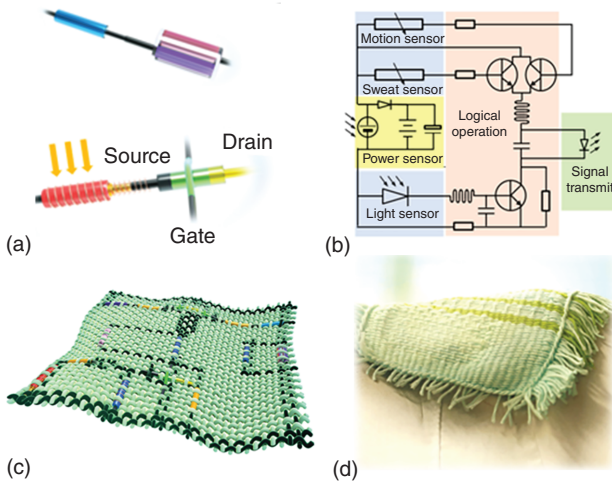 Source
Drain
Gate
(a)
Motion sensor
Sweat sensor
Logical
operation
Power sensor
Signal
transmit
Light sensor
(b)
(c)
(d)